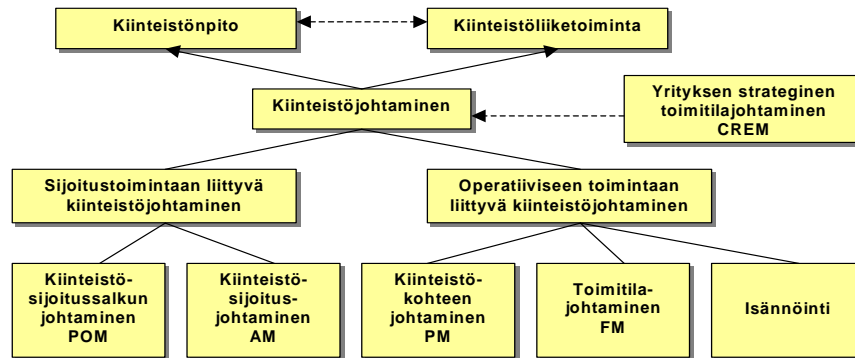 Kiinteistönpito
Kiinteistöliiketoiminta
Kiinteistöjohtaminen
Yrityksen strateginen
toimitilajohtaminen
CREM
Sijoitustoimintaan liittyvä
kiinteistöjohtaminen
Operatiiviseen toimintaan
liittyvä kiinteistöjohtaminen
Kiinteistö-
sijoitussalkun
johtaminen
POM
Kiinteistö-
sijoitus-
johtaminen
AM
Kiinteistö-
kohteen
johtaminen
PM
Toimitila-
johtaminen
FM
Isännöinti